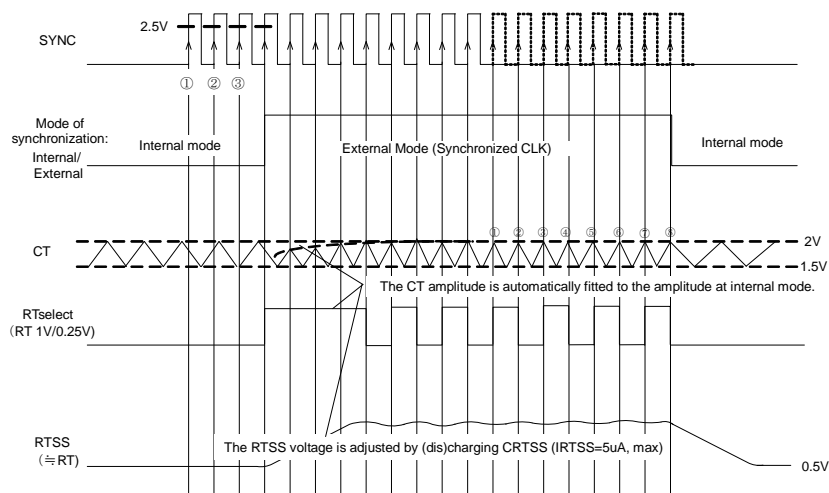 2.5V
SYNC
① ② ③
Mode of
synchronization:
Internal/
External
Internal mode
External Mode (Synchronized CLK)
Internal mode
① ② ③ ④ ⑤ ⑥ ⑦ ⑧
CT
2V
1.5V
The CT amplitude is automatically fitted to the amplitude at internal mode.
RTselect
(RT 1V/0.25V)
The RTSS voltage is adjusted by (dis)charging CRTSS (IRTSS=5uA, max)
RTSS
(≒RT)
0.5V